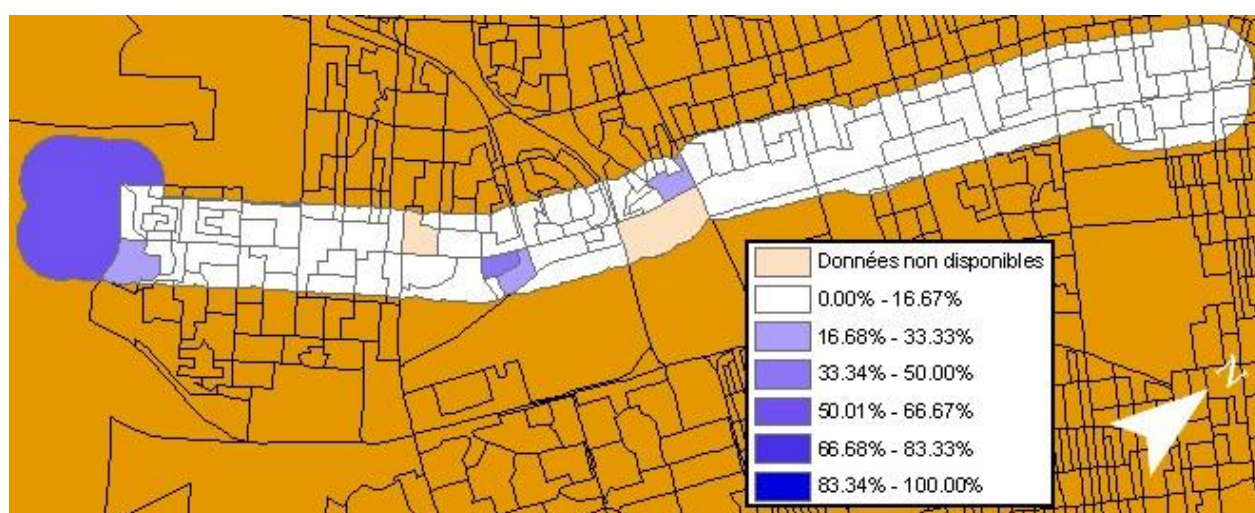 Données non disponibles
0.00% - 16.67%
16.68% - 33.33%
33.34% - 50.00%
50.01% - 66.67%
66.68% - 83.33%
83.34% - 100.00%
N